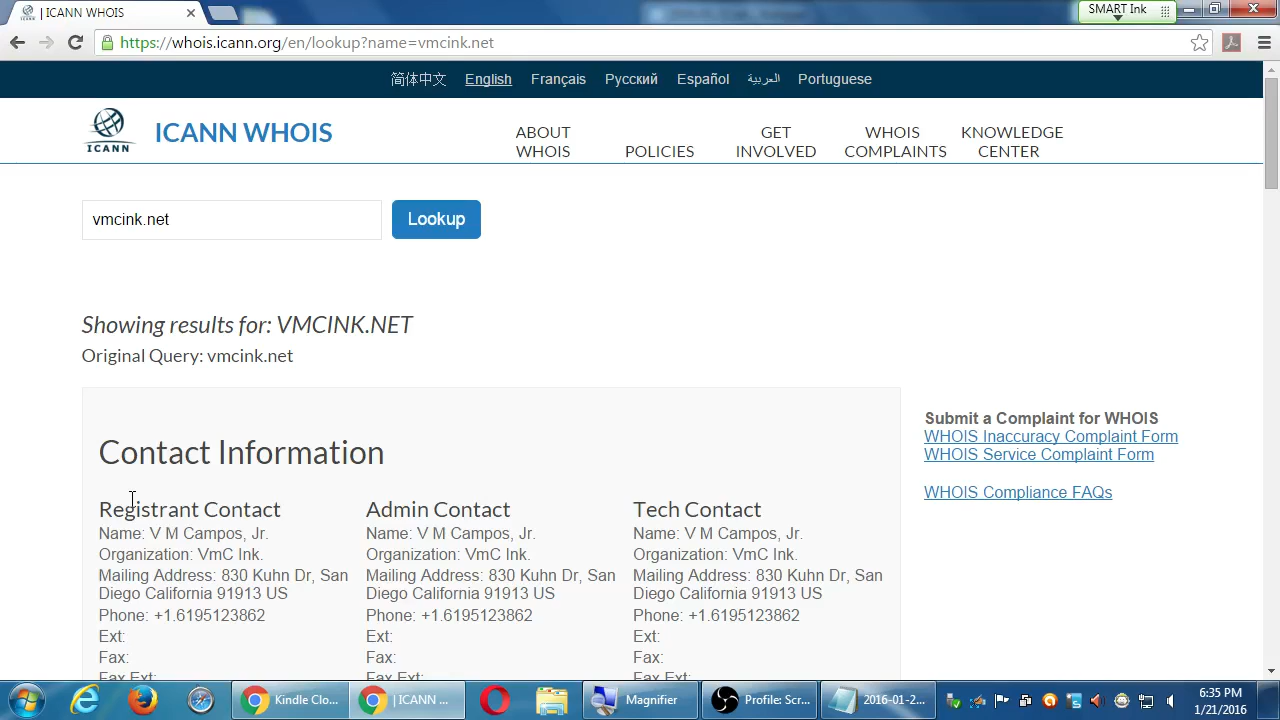 | ICANN WHOIS
SMART Ink
https://whois.icann.org/en/lookup?name=vmcink.net
简体中文 English Français Русский Español العربية Portuguese
ICANN
ICANN WHOIS
ABOUT WHOIS
POLICIES
GET INVOLVED
WHOIS COMPLAINTS
KNOWLEDGE CENTER
vmcink.net
Lookup
Showing results for: VMCINK.NET
Original Query: vmcink.net
Contact Information
Registrant Contact
Name: V M Campos, Jr.
Organization: VmC Ink.
Mailing Address: 830 Kuhn Dr, San
Diego California 91913 US
Phone: +1.6195123862
Ext:
Fax:
Fax Ext:
Admin Contact
Name: V M Campos, Jr.
Organization: VmC Ink.
Mailing Address: 830 Kuhn Dr, San
Diego California 91913 US
Phone: +1.6195123862
Ext:
Fax:
Fax Ext:
Tech Contact
Name: V M Campos, Jr.
Organization: VmC Ink.
Mailing Address: 830 Kuhn Dr, San
Diego California 91913 US
Phone: +1.6195123862
Ext:
Fax:
Fax Ext:
Submit a Complaint for WHOIS
WHOIS Inaccuracy Complaint Form
WHOIS Service Complaint Form
WHOIS Compliance FAQs
Kindle Clo...
| ICANN ...
Magnifier
Profile: Scr...
2016-01-2...
6:35 PM
1/21/2016